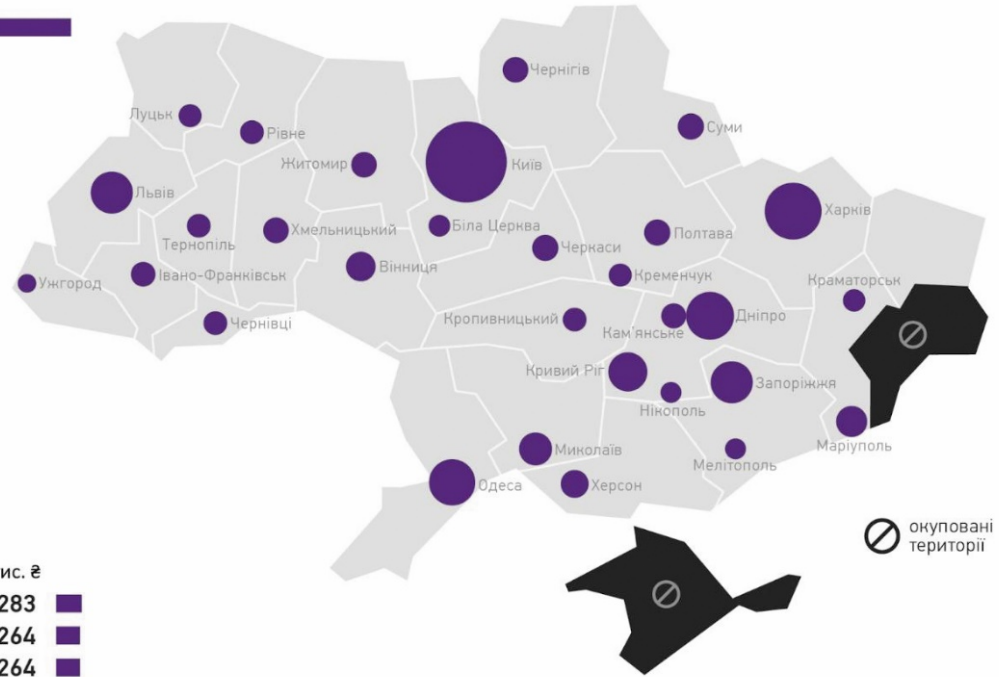 Чернігів
Луцьк
Суми
Рівне
Житомир
Київ
Львів
Харків
Біла Церква
Хмельницький
Полтава
Тернопіль
Черкаси
Вінниця
Івано-Франківськ
Кременчук
Краматорськ
Ужгород
Дніпро
Кропивницький
Чернівці
Кам'янське
Кривий Ріг
Запоріжжя
Нікополь
Маріуполь
Миколаїв
Мелітополь
Одеса
Херсон
окуповані
території
ис. ₴
283
264
264